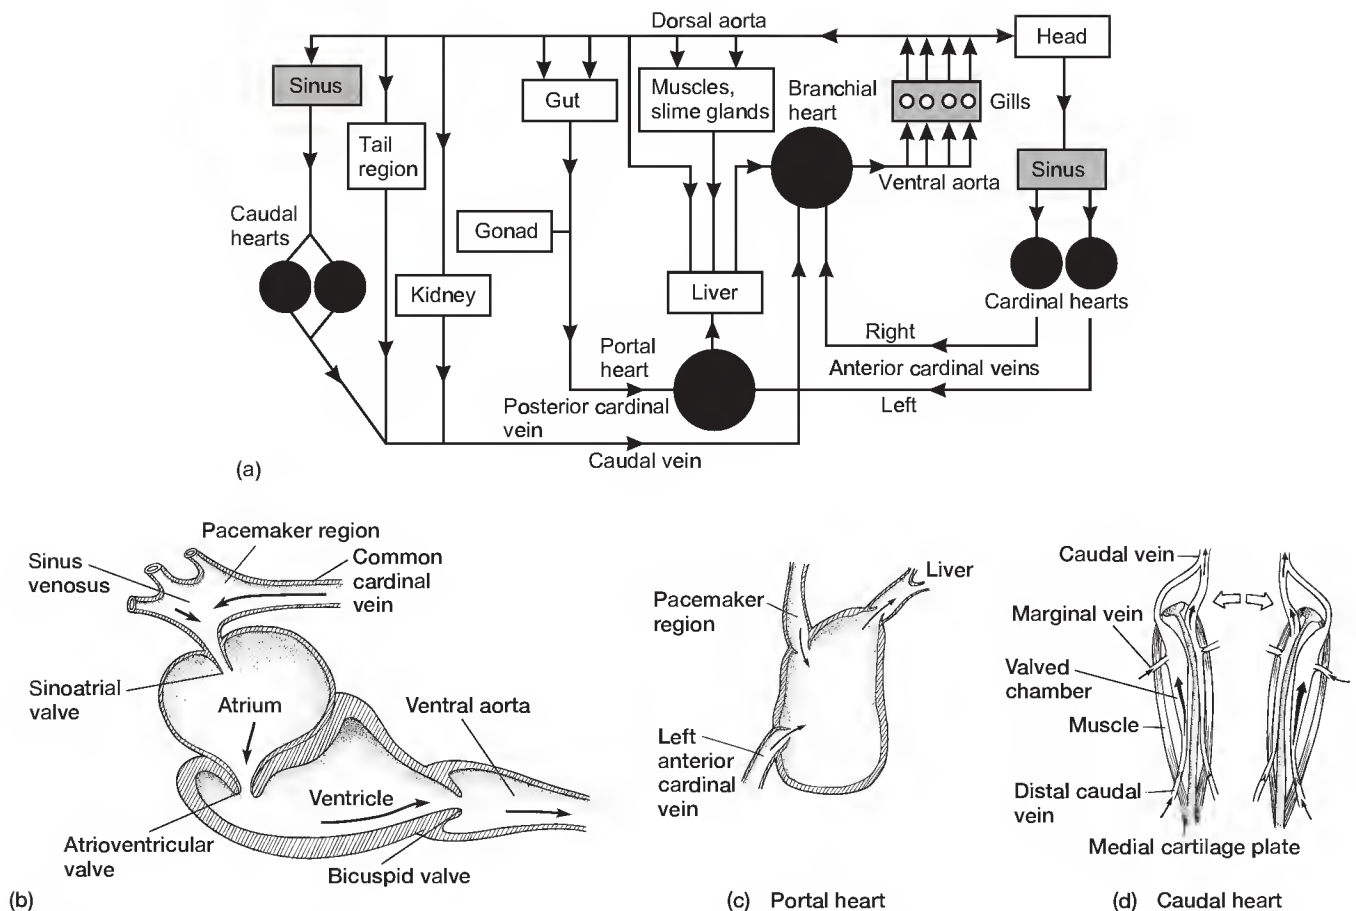 Dorsal aorta
Head
Sinus
Gut
Muscles,
slime glands
Branchial
heart
Gills
Tail
region
Ventral aorta
Sinus
Caudal
hearts
Gonad
Kidney
Liver
Cardinal hearts
Right
Portal
heart
Anterior cardinal veins
Left
Posterior cardinal
vein
Caudal vein
(a)
Pacemaker region
Sinus
venosus
Common
cardinal
vein
Sinoatrial
valve
Atrium
Ventral aorta
Ventricle
Atrioventricular
valve
Bicuspid valve
(b)
Liver
Pacemaker
region
Left
anterior
cardinal
vein
(c) Portal heart
Caudal vein
Marginal vein
Valved
chamber
Muscle
Distal caudal
vein
Medial cartilage plate
(d) Caudal heart